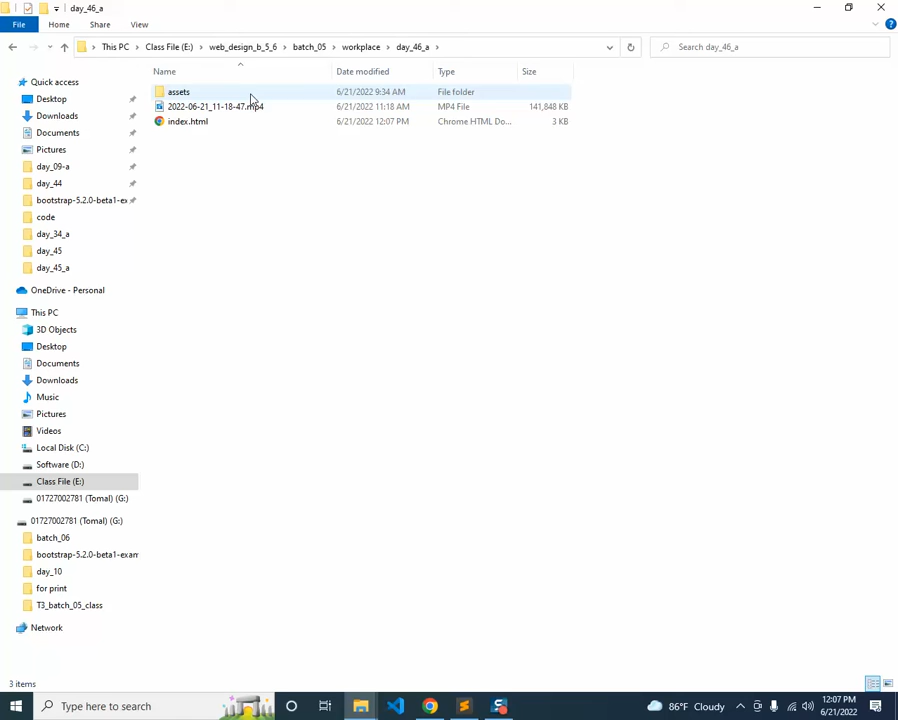 day_46_a
File Home Share View
This PC Class File (E:) web_design_b_5_6 batch_05 workplace day_46_a Search day_46_a
Name Date modified Type Size
assets 6/21/2022 9:34 AM File folder
2022-06-21_11-18-47.mp4 6/21/2022 11:18 AM MP4 File 141,848 KB
index.html 6/21/2022 12:07 PM Chrome HTML Do... 3 KB
Quick access
Desktop
Downloads
Documents
Pictures
day_09-a
day_44
bootstrap-5.2.0-beta1-ex
code
day_34_a
day_45
day_45_a
OneDrive - Personal
This PC
3D Objects
Desktop
Documents
Downloads
Music
Pictures
Videos
Local Disk (C:)
Software (D:)
Class File (E:)
01727002781 (Tomal) (G:)
01727002781 (Tomal) (G:)
batch_06
bootstrap-5.2.0-beta1-exam
day_10
for print
T3_batch_05_class
Network
3 items
Type here to search
86°F Cloudy
12:07 PM
6/21/2022